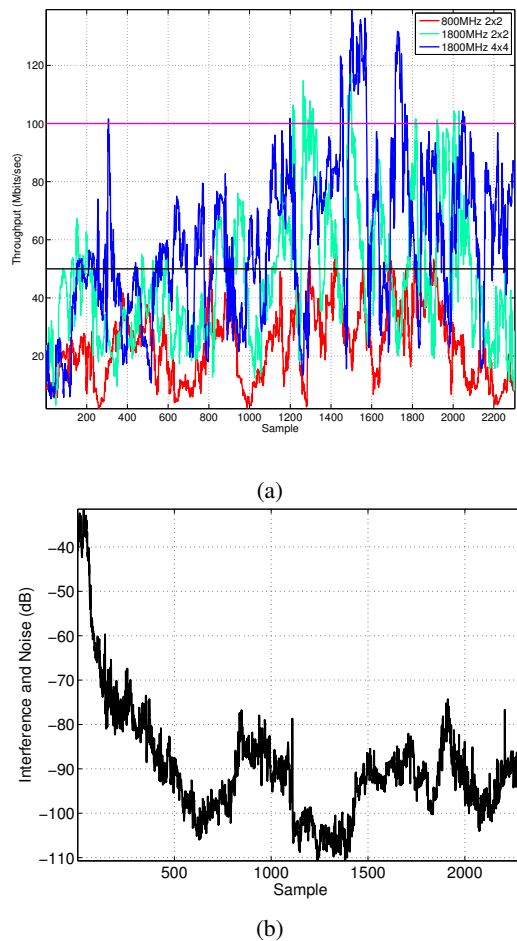 800MHz 2x2
1800MHz 2x2
1800MHz 4x4
120
100
80
60
40
20
Throughput (Mbits/sec)
200 400 600 800 1000 1200 1400 1600 1800 2000 2200
Sample
(a)
−40
−50
−60
−70
−80
−90
−100
−110
Interference and Noise (dB)
500 1000 1500 2000
Sample
(b)